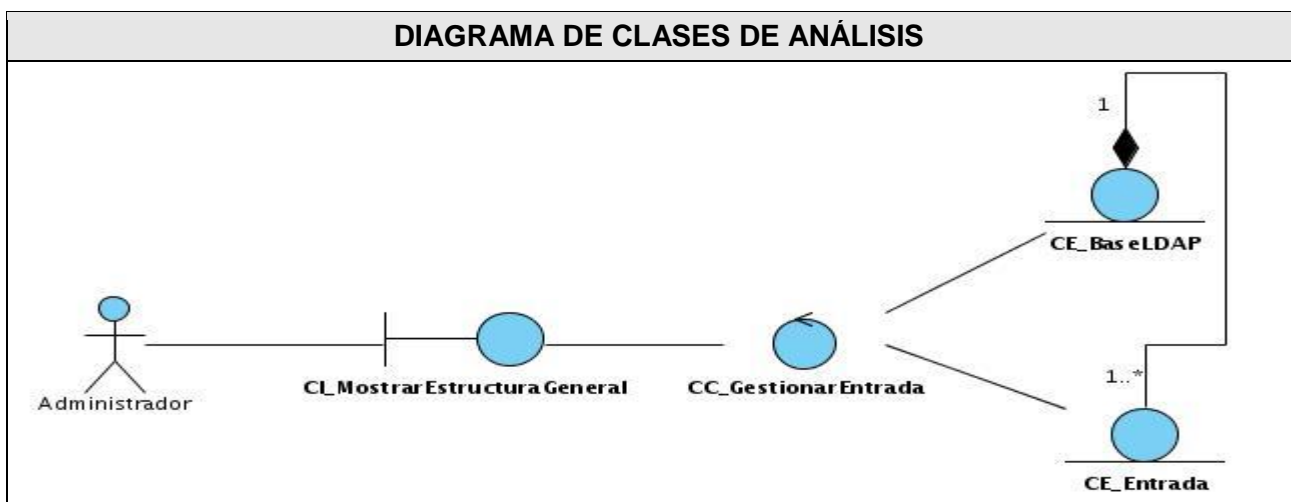 DIAGRAMA DE CLASES DE ANÁLISIS
1
CE_BaseLDAP
Administrador
CI_MostrarEstructuraGeneral
CC_GestionarEntrada
1..*
CE_Entrada